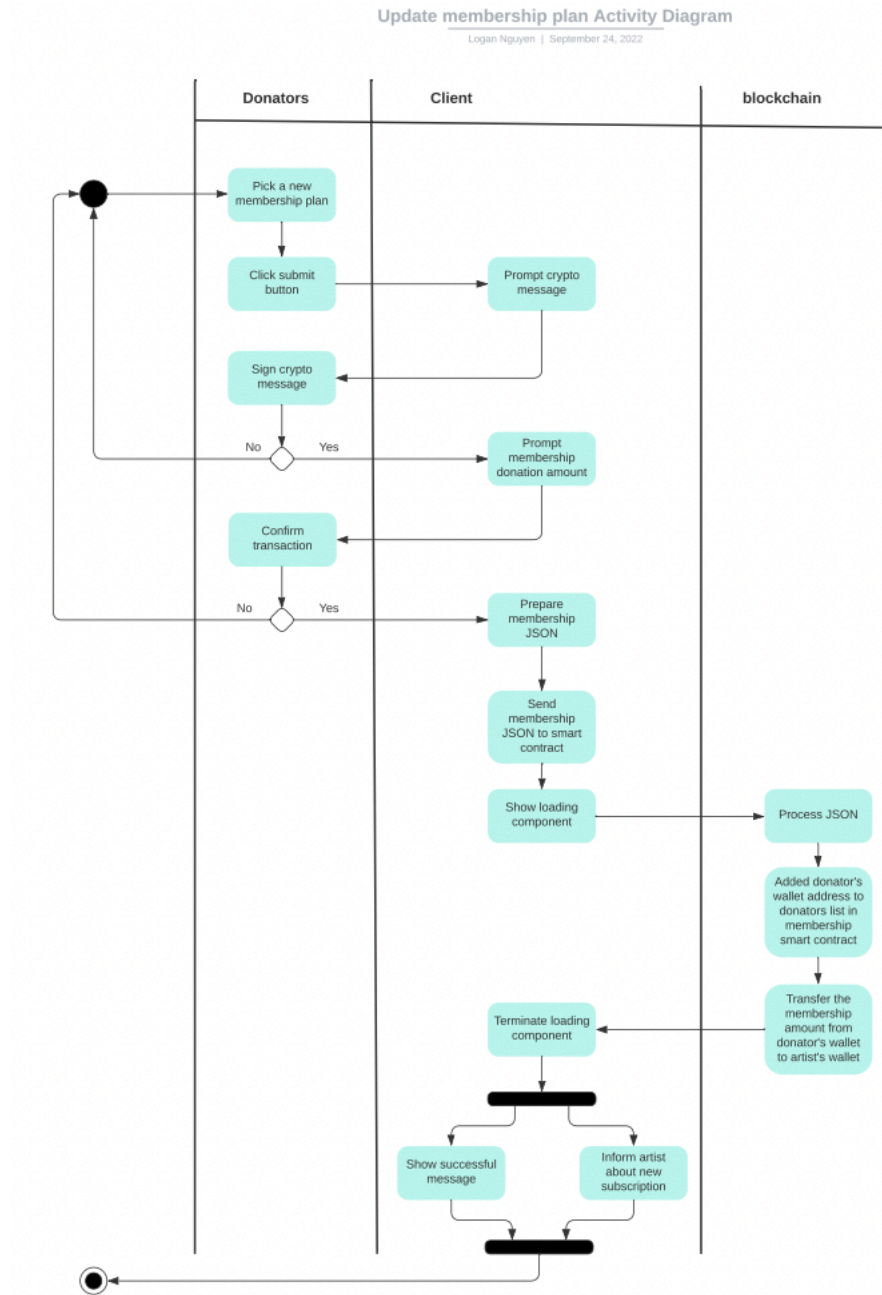 Update membership plan Activity Diagram
Logan Nguyen | September 24, 2022
Donators
Client
blockchain
Pick a new
membership plan
Click submit
button
Prompt crypto
message
Sign crypto
message
No
Yes
Prompt
membership
donation amount
Confirm
transaction
No
Yes
Prepare
membership
JSON
Send
membership
JSON to smart
contract
Show loading
component
Process JSON
Added donator's
wallet address to
donators list in
membership
smart contract
Transfer the
membership
amount from
donator's wallet
to artist's wallet
Terminate loading
component
Show successful
message
Inform artist
about new
subscription